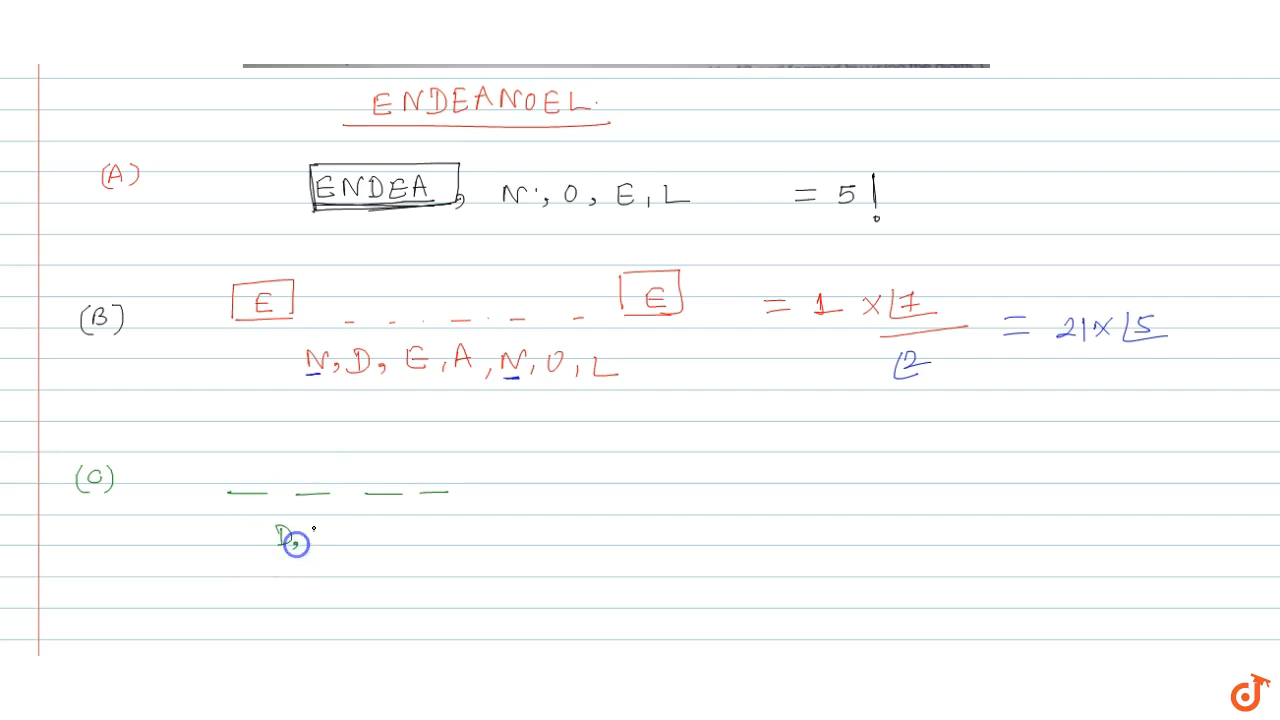 ENDEANOEL.
(A) ENDEA, N, O, E, L = 5!
(B) E _ _ _ _ _ E = 1 × ⌊7 / ⌊2 = 21 × ⌊5
N, D, E, A, N, O, L
(C) _ _ _ _
D,